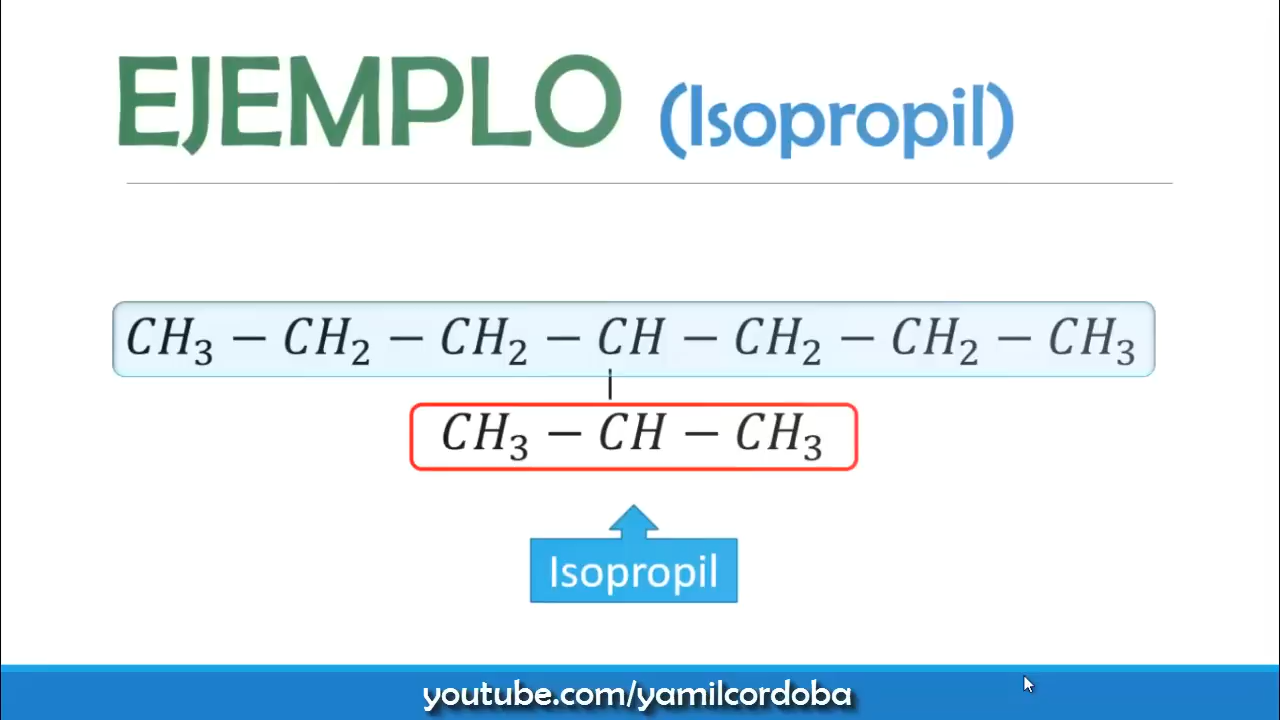 EJEMPLO (Isopropil)
CH₃ − CH₂ − CH₂ − CH − CH₂ − CH₂ − CH₃
|
CH₃ − CH − CH₃
Isopropil
youtube.com/yamilcordoba